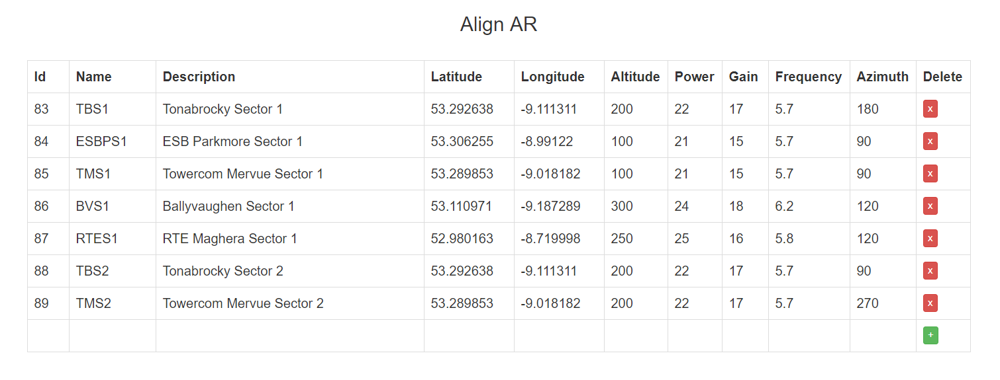 Align AR
Id Name Description Latitude Longitude Altitude Power Gain Frequency Azimuth Delete
83 TBS1 Tonabrocky Sector 1 53.292638 -9.111311 200 22 17 5.7 180 x
84 ESBPS1 ESB Parkmore Sector 1 53.306255 -8.99122 100 21 15 5.7 90 x
85 TMS1 Towercom Mervue Sector 1 53.289853 -9.018182 100 21 15 5.7 90 x
86 BVS1 Ballyvaughen Sector 1 53.110971 -9.187289 300 24 18 6.2 120 x
87 RTES1 RTE Maghera Sector 1 52.980163 -8.719998 250 25 16 5.8 120 x
88 TBS2 Tonabrocky Sector 2 53.292638 -9.111311 200 22 17 5.7 90 x
89 TMS2 Towercom Mervue Sector 2 53.289853 -9.018182 200 22 17 5.7 270 x
+